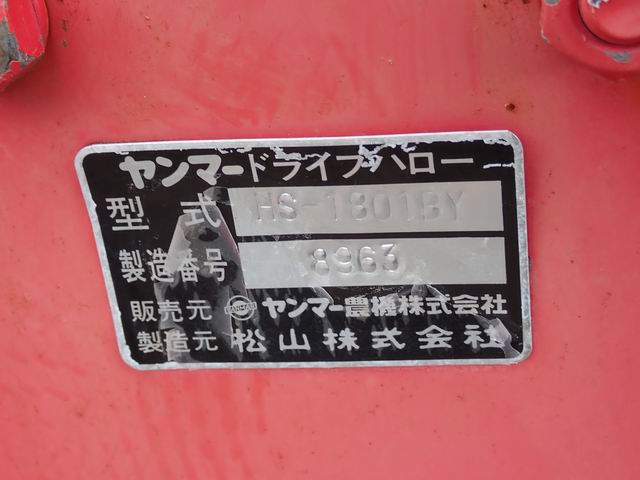 ヤンマードライブハロー
型式 HS-1801BY
製造番号 8963
販売元 YANMAR ヤンマー農機株式会社
製造元 松山株式会社